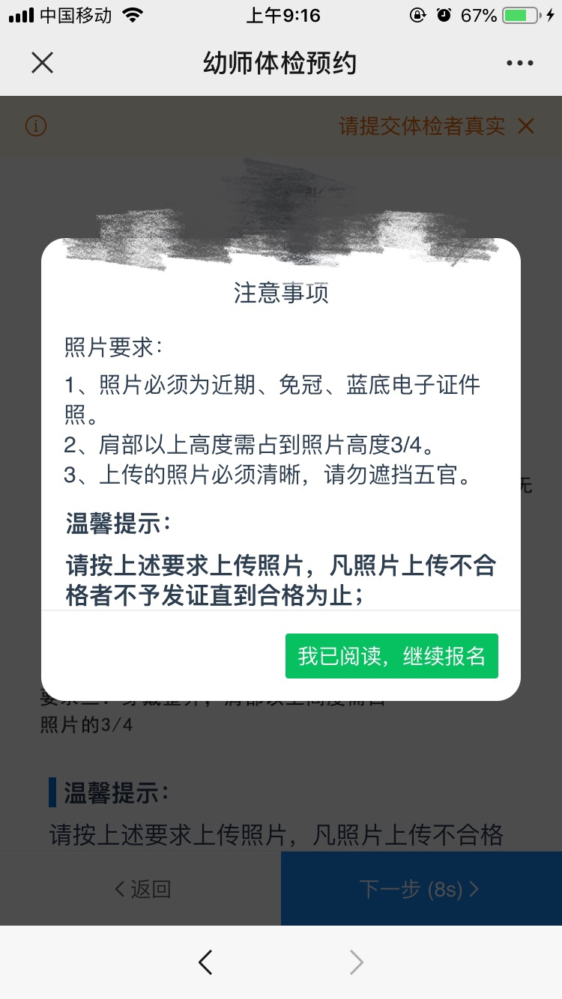 中国移动
上午9:16
67%
幼师体检预约
请提交体检者真实
注意事项
照片要求：
1、照片必须为近期、免冠、蓝底电子证件
照。
2、肩部以上高度需占到照片高度3/4。
3、上传的照片必须清晰，请勿遮挡五官。
无
温馨提示：
请按上述要求上传照片，凡照片上传不合
格者不予发证直到合格为止；
我已阅读，继续报名
照片的3/4
温馨提示：
请按上述要求上传照片，凡照片上传不合格
返回
下一步 (8s)